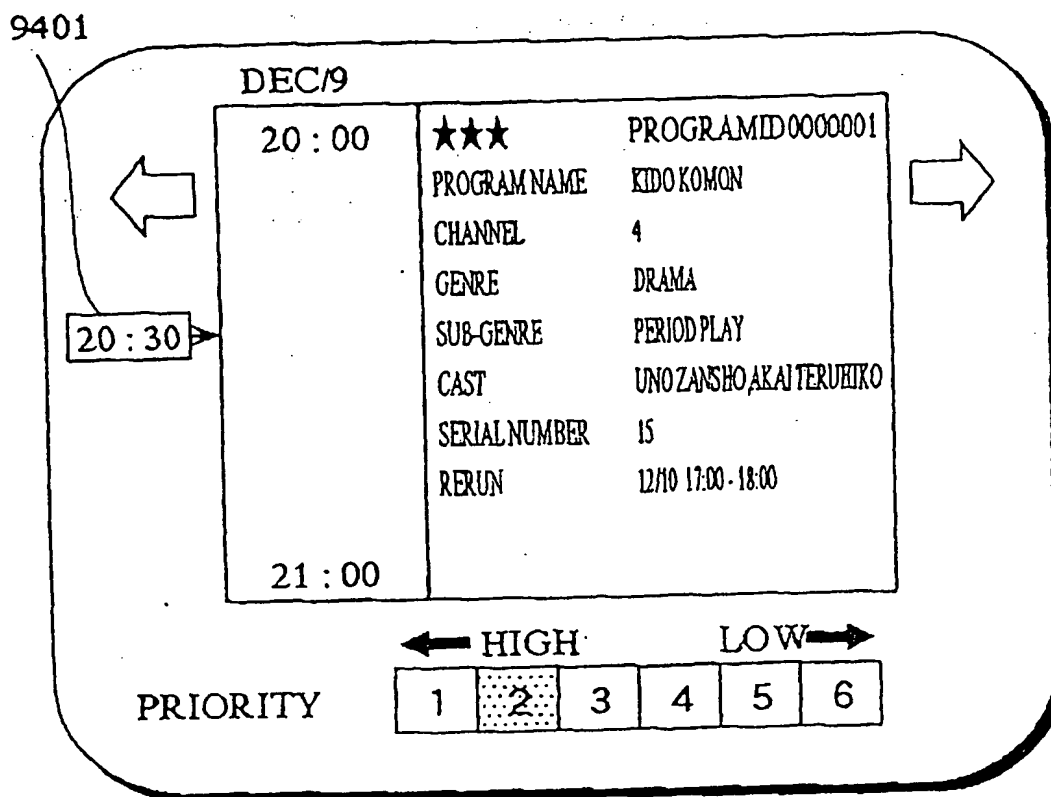 9401
DEC/9
20 : 00 ★★★ PROGRAMID0000001
PROGRAM NAME KIDO KOMON
CHANNEL 4
GENRE DRAMA
20 : 30
SUB-GENRE PERIOD PLAY
CAST UNO ZANSHO,AKAI TERUHIKO
SERIAL NUMBER 15
RERUN 12/10 17:00 - 18:00
21 : 00
HIGH LOW
PRIORITY 1 2 3 4 5 6